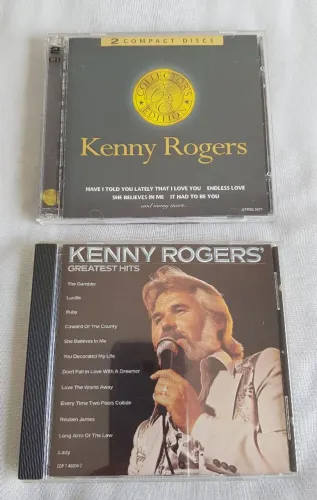 2 COMPACT DISCS
2
CD
COLLECTOR'S
EDITION
Kenny Rogers
HAVE I TOLD YOU LATELY THAT I LOVE YOU ENDLESS LOVE
SHE BELIEVES IN ME IT HAD TO BE YOU
and many more...
KENNY ROGERS'
GREATEST HITS
The Gambler
Lucille
Ruby
Coward Of The County
She Believes In Me
You Decorated My Life
Don't Fall In Love With A Dreamer
Love The World Away
Every Time Two Fools Collide
Reuben James
Long Arm Of The Law
Lady